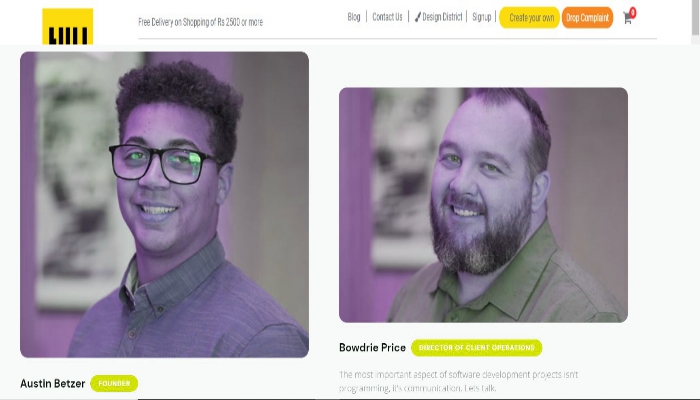 Free Delivery on Shopping of Rs 2500 or more
Blog
Contact Us
Design District
Signup
Create your own
Drop Complaint
0
Bowdrie Price
DIRECTOR OF CLIENT OPERATIONS
The most important aspect of software development projects isn't
programming, it's communication. Lets talk.
Austin Betzer
FOUNDER